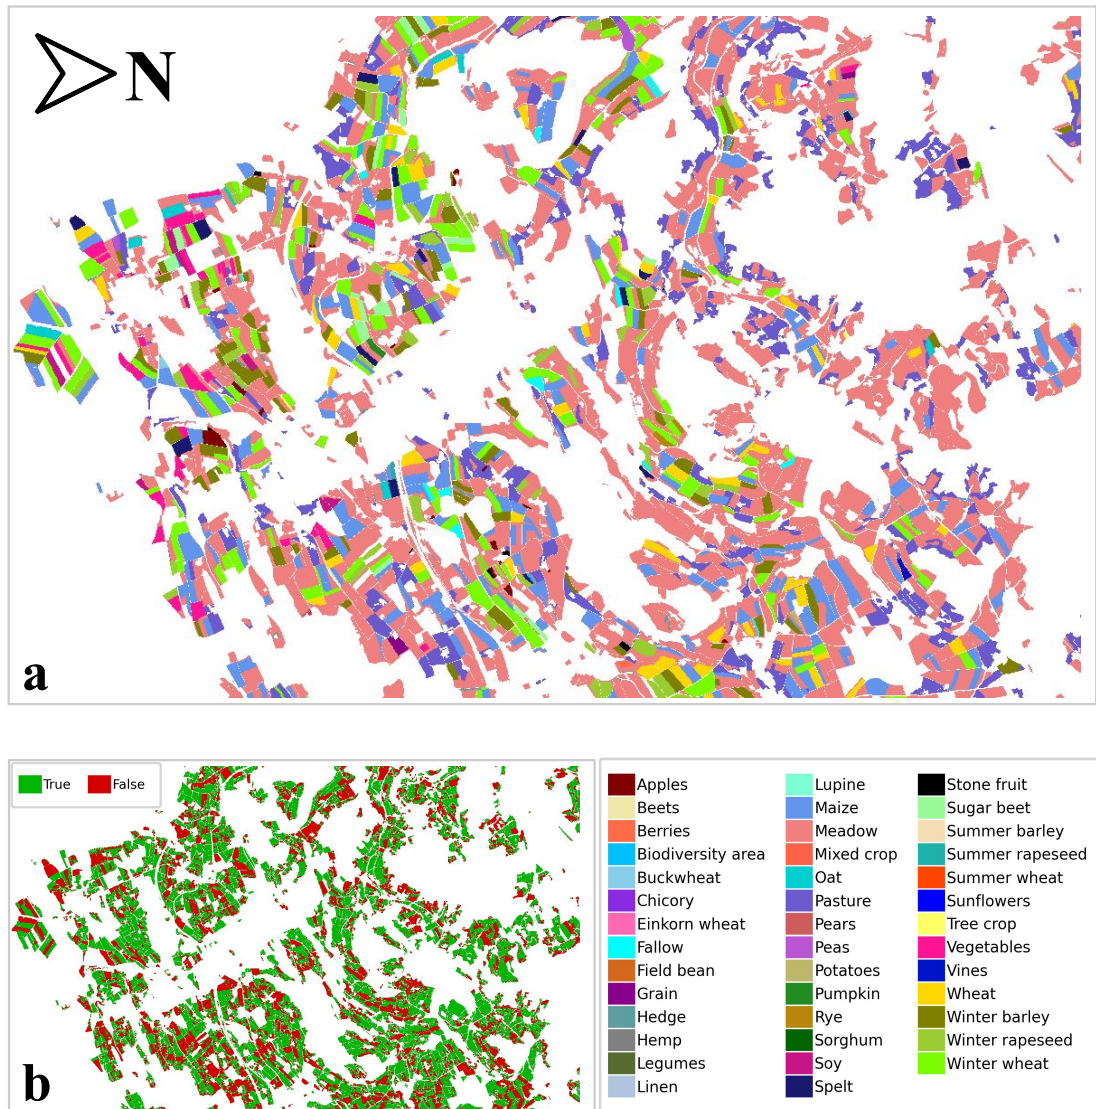 N
a
True False
b
Apples
Beets
Berries
Biodiversity area
Buckwheat
Chicory
Einkorn wheat
Fallow
Field bean
Grain
Hedge
Hemp
Legumes
Linen
Lupine
Maize
Meadow
Mixed crop
Oat
Pasture
Pears
Peas
Potatoes
Pumpkin
Rye
Sorghum
Soy
Spelt
Stone fruit
Sugar beet
Summer barley
Summer rapeseed
Summer wheat
Sunflowers
Tree crop
Vegetables
Vines
Wheat
Winter barley
Winter rapeseed
Winter wheat